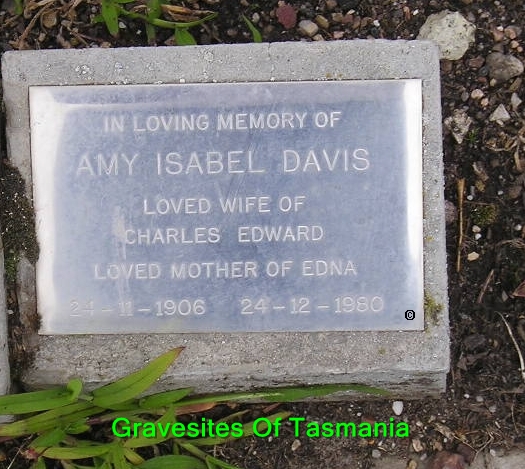 IN LOVING MEMORY OF
AMY ISABEL DAVIS
LOVED WIFE OF
CHARLES EDWARD
LOVED MOTHER OF EDNA
24-11-1906 24-12-1980
©
Gravesites Of Tasmania